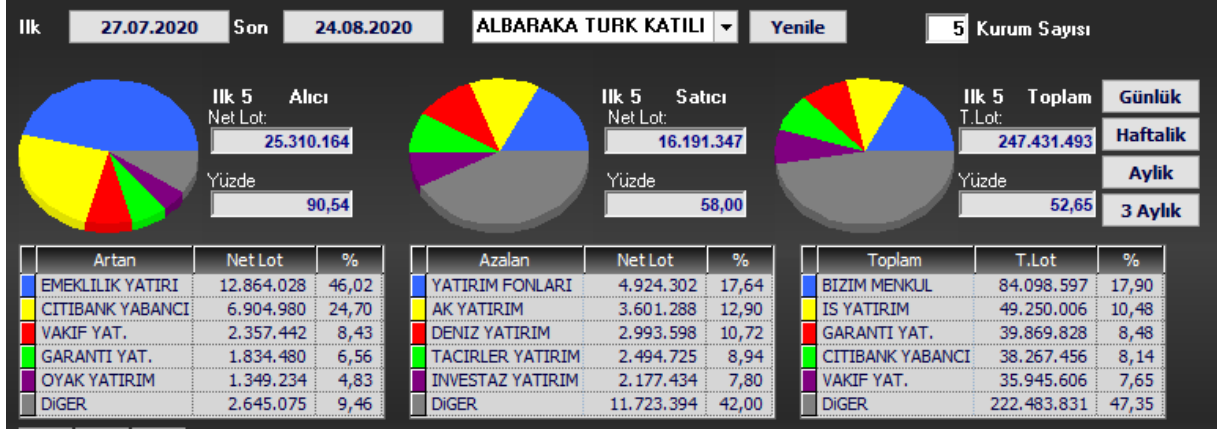 Ilk 27.07.2020 Son 24.08.2020 ALBARAKA TURK KATILI Yenile 5 Kurum Sayısı
Ilk 5 Alıcı
Net Lot:
25.310.164
Yüzde
90,54
Ilk 5 Satıcı
Net Lot:
16.191.347
Yüzde
58,00
Ilk 5 Toplam
T.Lot:
247.431.493
Yüzde
52,65
Günlük
Haftalik
Aylik
3 Aylık
Artan Net Lot %
EMEKLILIK YATIRI 12.864.028 46,02
CITIBANK YABANCI 6.904.980 24,70
VAKIF YAT. 2.357.442 8,43
GARANTI YAT. 1.834.480 6,56
OYAK YATIRIM 1.349.234 4,83
DiGER 2.645.075 9,46
Azalan Net Lot %
YATIRIM FONLARI 4.924.302 17,64
AK YATIRIM 3.601.288 12,90
DENIZ YATIRIM 2.993.598 10,72
TACIRLER YATIRIM 2.494.725 8,94
INVESTAZ YATIRIM 2.177.434 7,80
DiGER 11.723.394 42,00
Toplam T.Lot %
BIZIM MENKUL 84.098.597 17,90
IS YATIRIM 49.250.006 10,48
GARANTI YAT. 39.869.828 8,48
CITIBANK YABANCI 38.267.456 8,14
VAKIF YAT. 35.945.606 7,65
DiGER 222.483.831 47,35